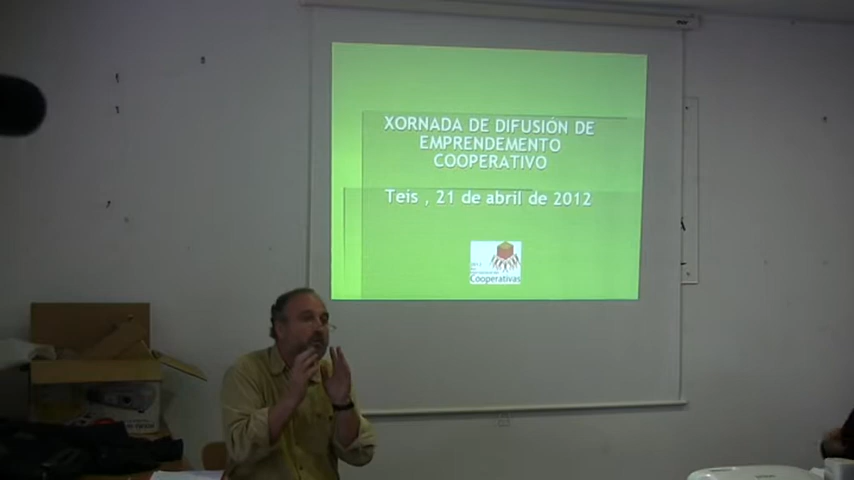 XORNADA DE DIFUSIÓN DE
EMPRENDEMENTO
COOPERATIVO
Teis , 21 de abril de 2012
Cooperativas